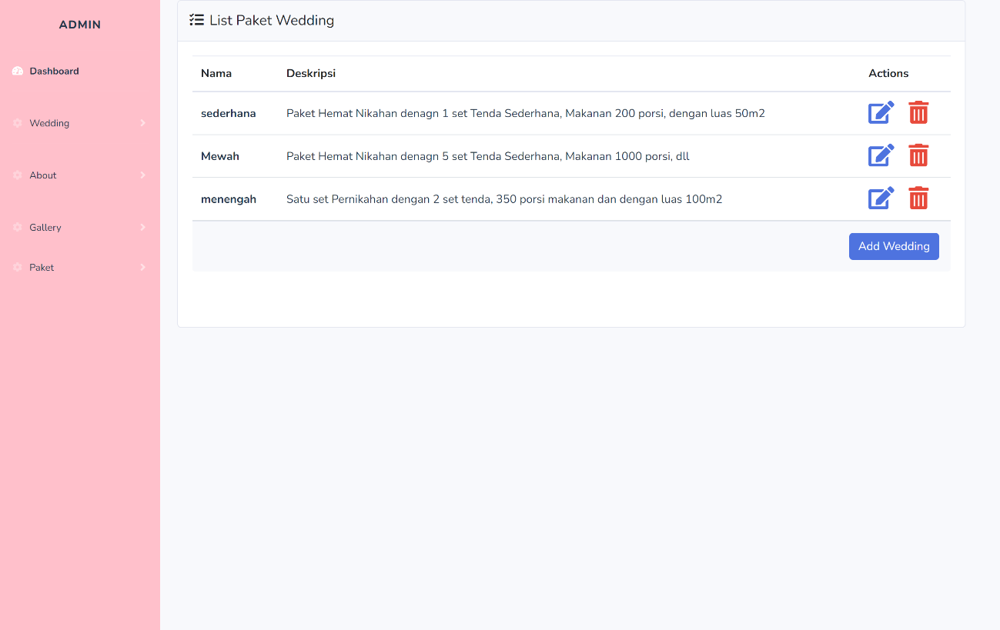 ADMIN
Dashboard
Wedding
About
Gallery
Paket
List Paket Wedding
Nama Deskripsi Actions
sederhana Paket Hemat Nikahan denagn 1 set Tenda Sederhana, Makanan 200 porsi, dengan luas 50m2
Mewah Paket Hemat Nikahan denagn 5 set Tenda Sederhana, Makanan 1000 porsi, dll
menengah Satu set Pernikahan dengan 2 set tenda, 350 porsi makanan dan dengan luas 100m2
Add Wedding